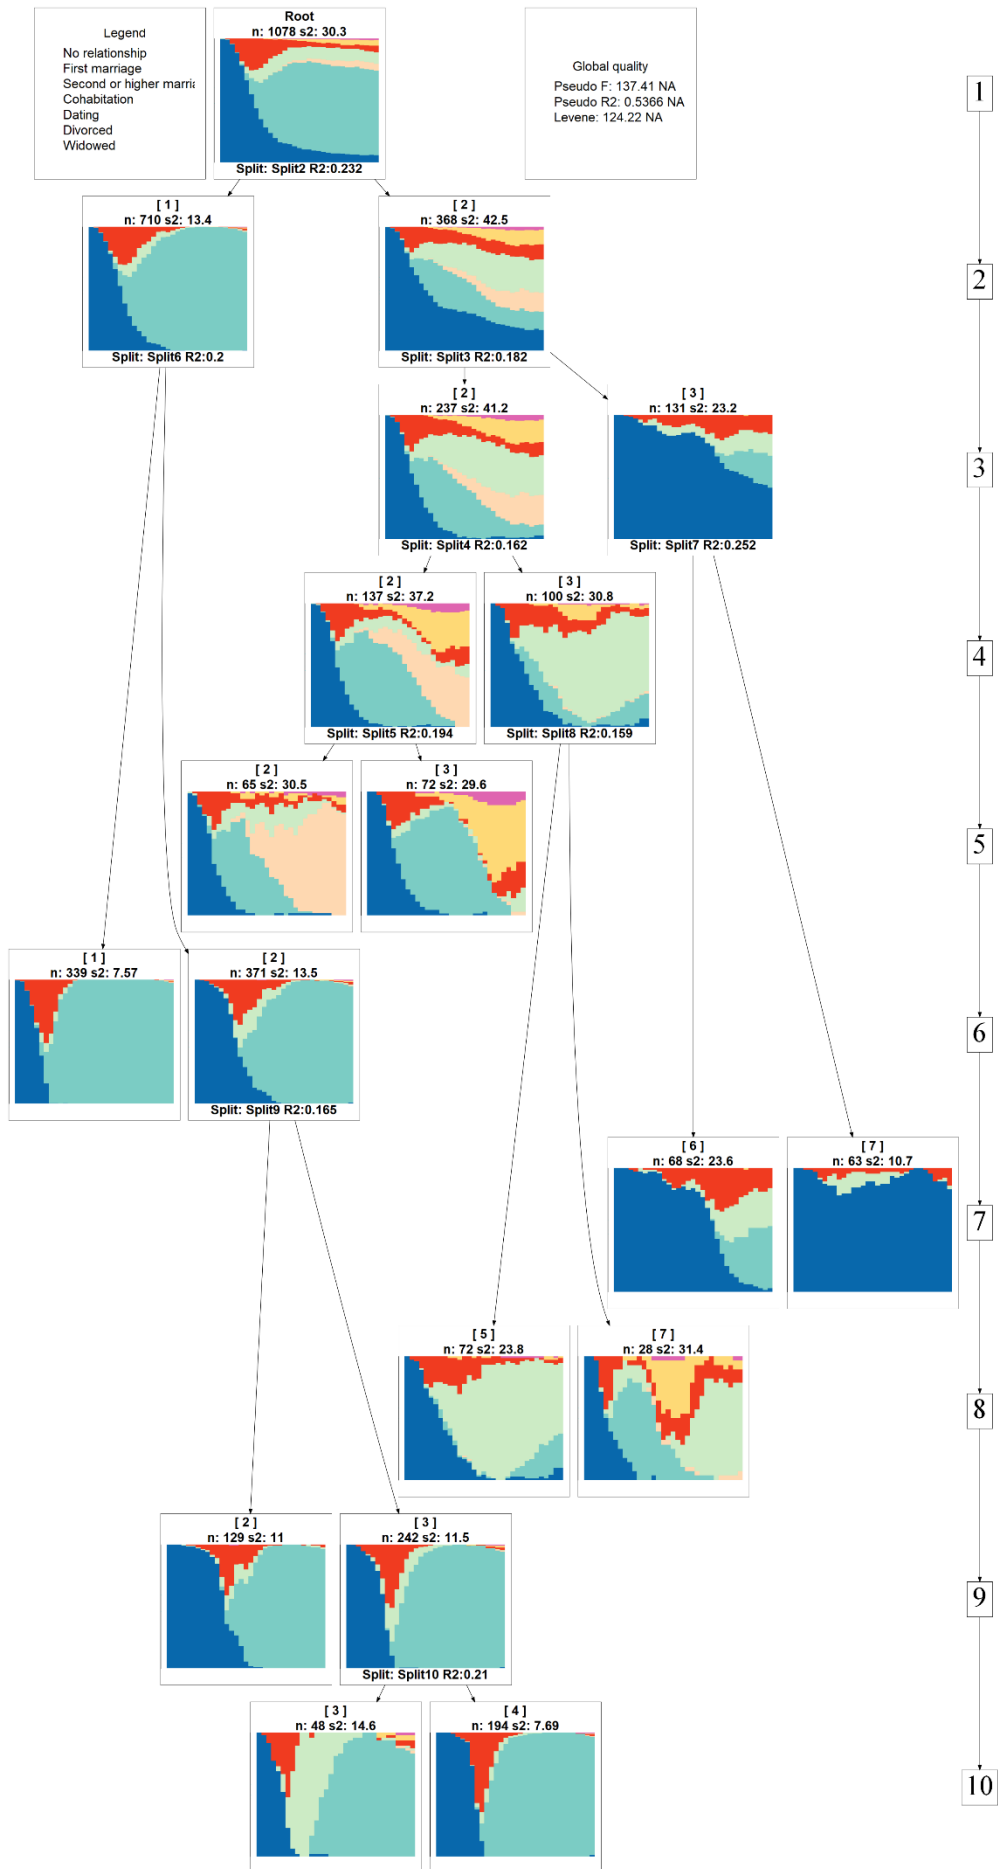 Legend
No relationship
First marriage
Second or higher marria
Cohabitation
Dating
Divorced
Widowed
Root
n: 1078 s2: 30.3
Split: Split2 R2:0.232
Global quality
Pseudo F: 137.41 NA
Pseudo R2: 0.5366 NA
Levene: 124.22 NA
1
[ 1 ]
n: 710 s2: 13.4
Split: Split6 R2:0.2
[ 2 ]
n: 368 s2: 42.5
Split: Split3 R2:0.182
2
[ 2 ]
n: 237 s2: 41.2
Split: Split4 R2:0.162
[ 3 ]
n: 131 s2: 23.2
Split: Split7 R2:0.252
3
[ 2 ]
n: 137 s2: 37.2
Split: Split5 R2:0.194
[ 3 ]
n: 100 s2: 30.8
Split: Split8 R2:0.159
4
[ 2 ]
n: 65 s2: 30.5
[ 3 ]
n: 72 s2: 29.6
5
[ 1 ]
n: 339 s2: 7.57
[ 2 ]
n: 371 s2: 13.5
Split: Split9 R2:0.165
6
[ 6 ]
n: 68 s2: 23.6
[ 7 ]
n: 63 s2: 10.7
7
[ 5 ]
n: 72 s2: 23.8
[ 7 ]
n: 28 s2: 31.4
8
[ 2 ]
n: 129 s2: 11
[ 3 ]
n: 242 s2: 11.5
Split: Split10 R2:0.21
9
[ 3 ]
n: 48 s2: 14.6
[ 4 ]
n: 194 s2: 7.69
10